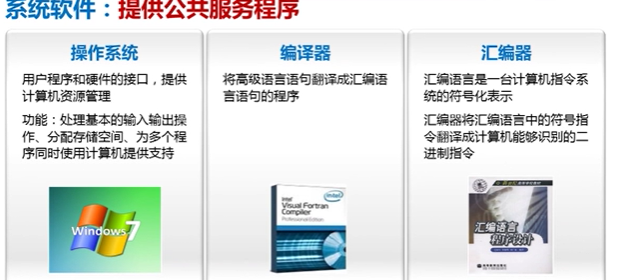 系统软件：提供公共服务程序
操作系统
用户程序和硬件的接口，提供
计算机资源管理
功能：处理基本的输入输出操
作、分配存储空间、为多个程
序同时使用计算机提供支持
Windows 7
编译器
将高级语言语句翻译成汇编语
言语句的程序
intel
Intel
Visual Fortran
Compiler
Professional Edition
汇编器
汇编语言是一台计算机指令系
统的符号化表示
汇编器将汇编语言中的符号指
令翻译成计算机能够识别的二
进制指令
汇编语言
程序设计